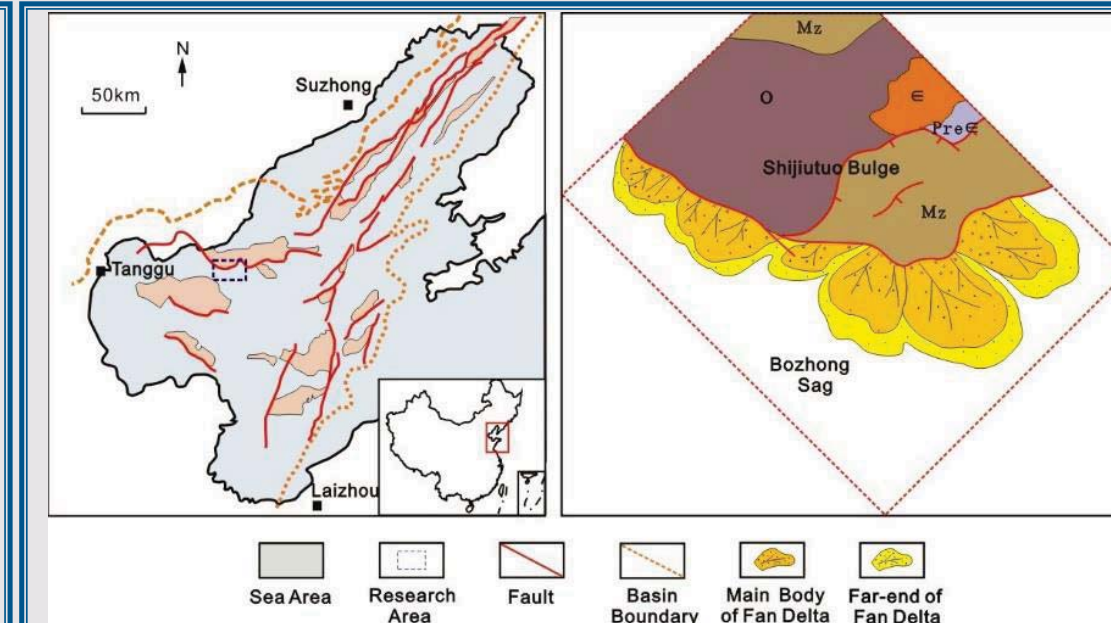 N
50km
Suzhong
Tanggu
Laizhou
Mz
O
∈
Pre∈
Shijiutuo Bulge
Mz
Bozhong
Sag
Sea Area
Research
Area
Fault
Basin
Boundary
Main Body
of Fan Delta
Far-end of
Fan Delta